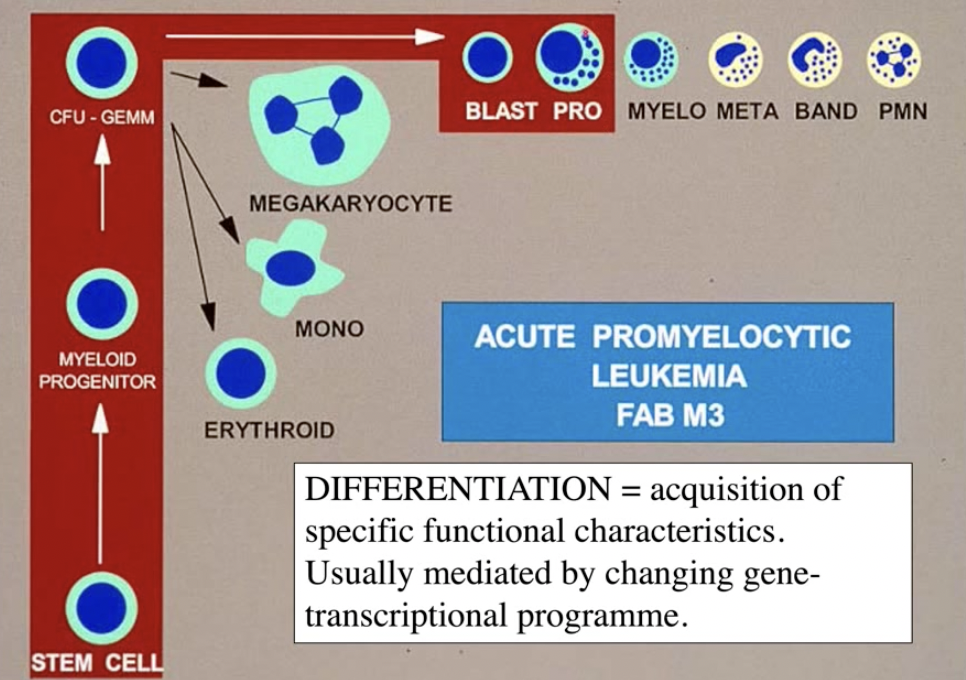 CFU - GEMM
BLAST PRO MYELO META BAND PMN
MEGAKARYOCYTE
MONO
MYELOID
PROGENITOR
ERYTHROID
ACUTE PROMYELOCYTIC
LEUKEMIA
FAB M3
DIFFERENTIATION = acquisition of
specific functional characteristics.
Usually mediated by changing gene-
transcriptional programme.
STEM CELL